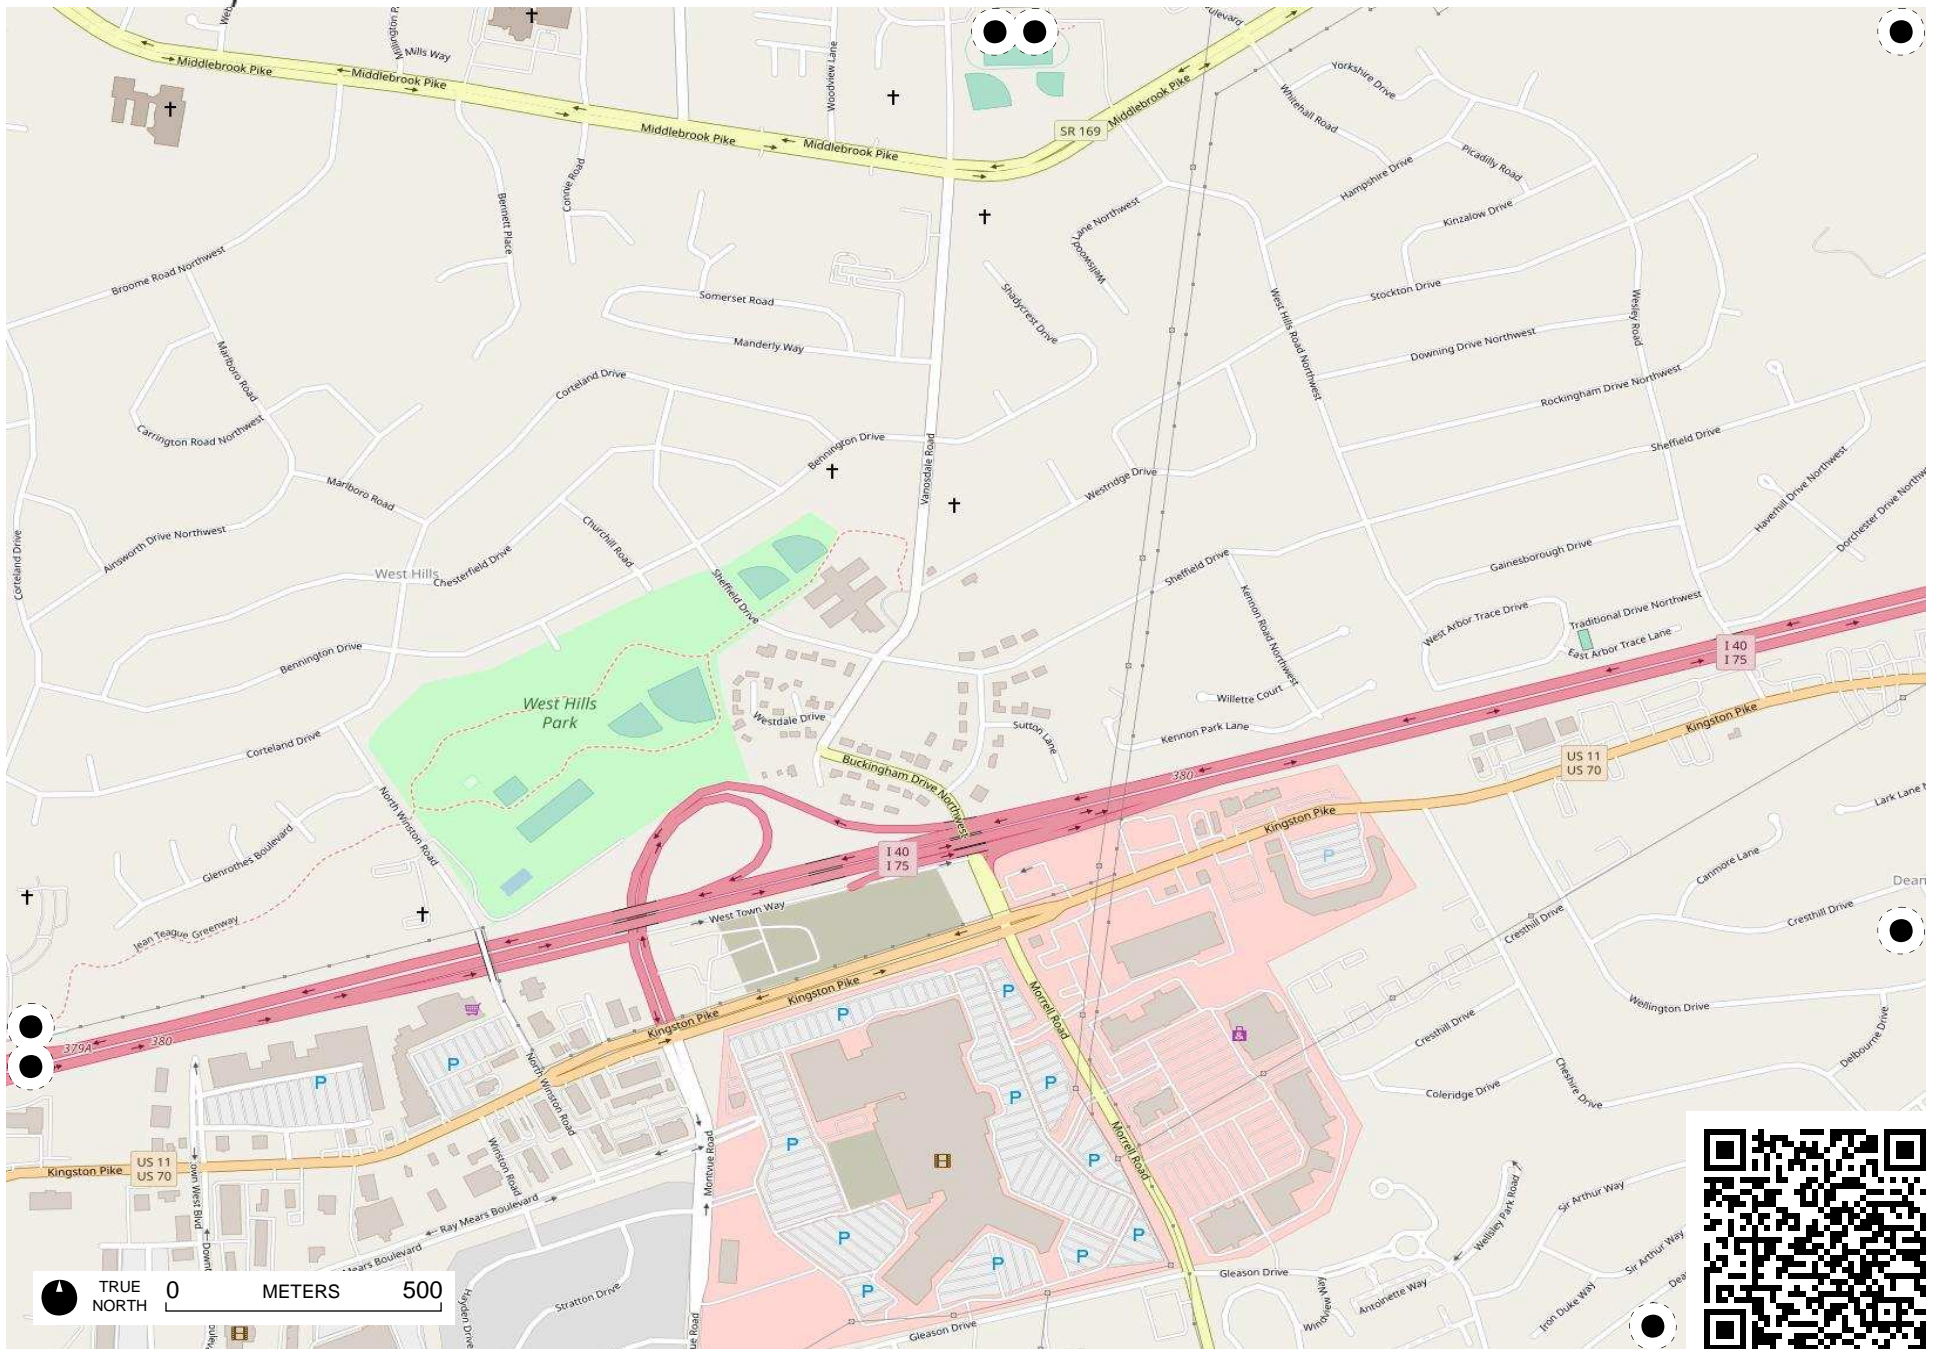 Mills Way
Middlebrook Pike
Middlebrook Pike
Middlebrook Pike
Middlebrook Pike
Middlebrook Pike
SR 169
Woodview Lane
Yorkshire Drive
Whitehall Road
Picadilly Road
Hampshire Drive
Kinzalow Drive
Connie Road
Bennett Place
Lane Northwest
Wellswood
Broome Road Northwest
Somerset Road
Shadycrest Drive
Stockton Drive
Wesley Road
West Hills Road Northwest
Manderly Way
Downing Drive Northwest
Marlboro Road
Corteland Drive
Rockingham Drive Northwest
Carrington Road Northwest
Bennington Drive
Vanosdale Road
Sheffield Drive
Marlboro Road
Westridge Drive
Haverhill Drive Northwest
Dorchester Drive Northw
Ainsworth Drive Northwest
Churchill Road
Corteland Drive
West Hills
Chesterfield Drive
Sheffield Drive
Sheffield Drive
Gainesborough Drive
Kennon Road Northwest
West Arbor Trace Drive
Traditional Drive Northwest
East Arbor Trace Lane
I 40
I 75
Bennington Drive
West Hills
Park
Willette Court
Westdale Drive
Sutton Lane
Kennon Park Lane
Kingston Pike
Corteland Drive
US 11
US 70
Buckingham Drive Northwest
380
Lark Lane N
North Winston Road
Kingston Pike
Glenrothes Boulevard
I 40
I 75
P
Canmore Lane
Dean
West Town Way
Cresthill Drive
Cresthill Drive
Jean Teague Greenway
Kingston Pike
P
Morrell Road
Wellington Drive
P
Kingston Pike
Cresthill Drive
Delbourne Drive
379A
380
P
P
North Winston Road
P
P
Coleridge Drive
Cheshire Drive
P
Morrell Road
P
Montvue Road
Kingston Pike
US 11
US 70
Winston Road
own West Blvd
Ray Mears Boulevard
Wellsley Park Road
Sir Arthur Way
P
P
P
P
Sir Arthur Way
Mears Boulevard
Gleason Drive
Antoinette Way
Windview Way
Iron Duke Way
Dea
P
Stratton Drive
Hayden Drive
Gleason Drive
ue Road
TRUE
NORTH
0 METERS 500